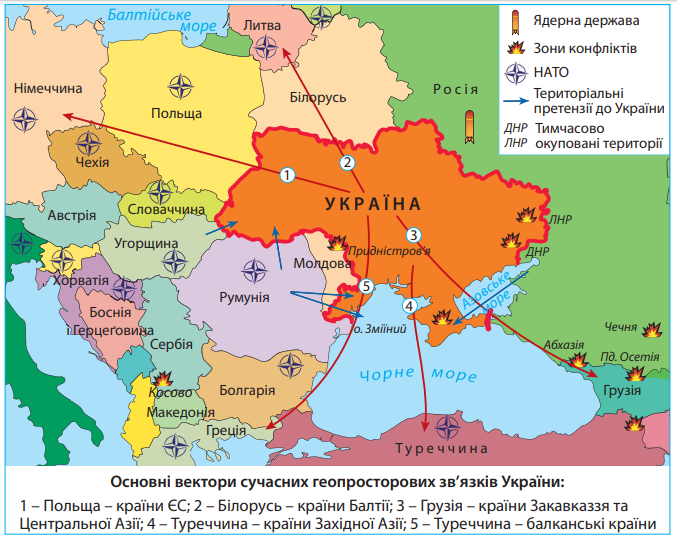 Балтійське
море
Литва
Німеччина
Польща
Білорусь
Росія
Ядерна держава
Зони конфліктів
НАТО
Територіальні
претензії до України
ДНР Тимчасово
ЛНР окуповані території
Чехія
1
2
УКРАЇНА
Словаччина
Австрія
3
ЛНР
Угорщина
Придністров'я
ДНР
Молдова
Хорватія
Румунія
5
4
Азовське
море
Боснія
і Герцеговина
о. Зміїний
Сербія
Чечня
Абхазія
Пд. Осетія
Чорне море
Косово
Болгарія
Грузія
Македонія
Греція
Туреччина
Основні вектори сучасних геопросторових зв'язків України:
1 – Польща – країни ЄС; 2 – Білорусь – країни Балтії; 3 – Грузія – країни Закавказзя та
Центральної Азії; 4 – Туреччина – країни Західної Азії; 5 – Туреччина – балканські країни